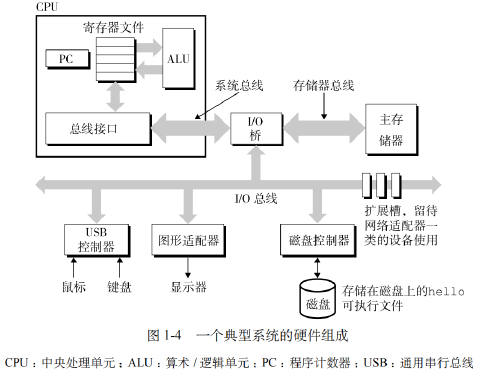 CPU
寄存器文件
PC
ALU
系统总线
存储器总线
总线接口
I/O
桥
主存
储器
I/O 总线
扩展槽，留待
网络适配器一
类的设备使用
USB
控制器
图形适配器
磁盘控制器
鼠标
键盘
显示器
磁盘
存储在磁盘上的hello
可执行文件
图 1-4 一个典型系统的硬件组成
CPU：中央处理单元；ALU：算术 / 逻辑单元；PC：程序计数器；USB：通用串行总线